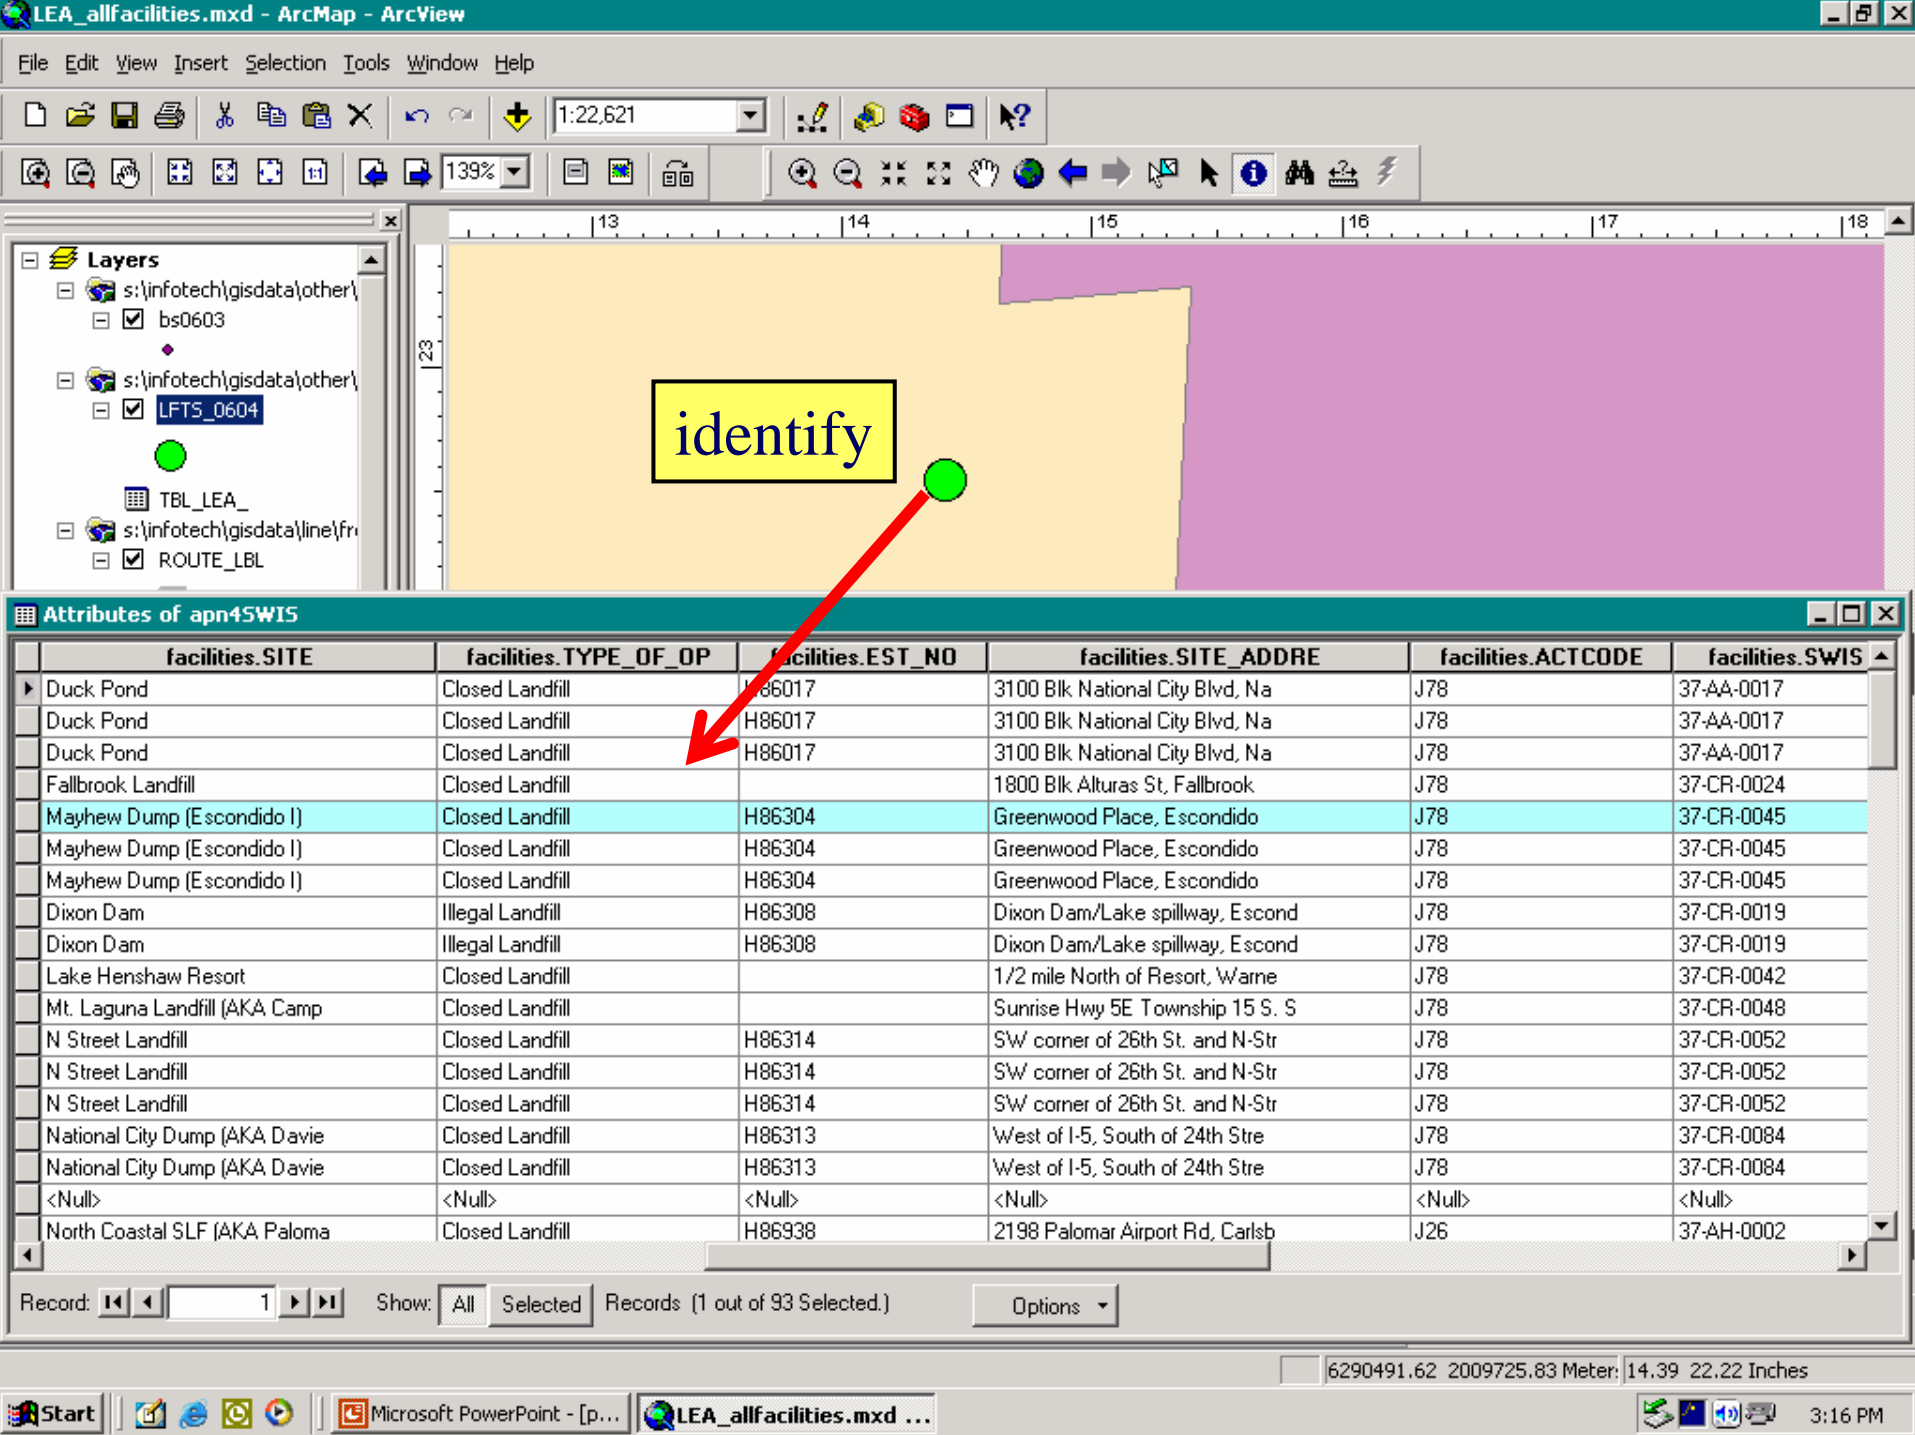 LEA_allfacilities.mxd - ArcMap - ArcView
File Edit View Insert Selection Tools Window Help
1:22,621
1:1 139%
13 14 15 16 17 18
23
Layers
s:\infotech\gisdata\other\
bs0603
s:\infotech\gisdata\other\
LFTS_0604
TBL_LEA_
s:\infotech\gisdata\line\fr
ROUTE_LBL
identify
Attributes of apn4SWIS
facilities.SITE facilities.TYPE_OF_OP facilities.EST_NO facilities.SITE_ADDRE facilities.ACTCODE facilities.SWIS
Duck Pond Closed Landfill H86017 3100 Blk National City Blvd, Na J78 37-AA-0017
Duck Pond Closed Landfill H86017 3100 Blk National City Blvd, Na J78 37-AA-0017
Duck Pond Closed Landfill H86017 3100 Blk National City Blvd, Na J78 37-AA-0017
Fallbrook Landfill Closed Landfill 1800 Blk Alturas St, Fallbrook J78 37-CR-0024
Mayhew Dump (Escondido I) Closed Landfill H86304 Greenwood Place, Escondido J78 37-CR-0045
Mayhew Dump (Escondido I) Closed Landfill H86304 Greenwood Place, Escondido J78 37-CR-0045
Mayhew Dump (Escondido I) Closed Landfill H86304 Greenwood Place, Escondido J78 37-CR-0045
Dixon Dam Illegal Landfill H86308 Dixon Dam/Lake spillway, Escond J78 37-CR-0019
Dixon Dam Illegal Landfill H86308 Dixon Dam/Lake spillway, Escond J78 37-CR-0019
Lake Henshaw Resort Closed Landfill 1/2 mile North of Resort, Warne J78 37-CR-0042
Mt. Laguna Landfill (AKA Camp Closed Landfill Sunrise Hwy 5E Township 15 S. S J78 37-CR-0048
N Street Landfill Closed Landfill H86314 SW corner of 26th St. and N-Str J78 37-CR-0052
N Street Landfill Closed Landfill H86314 SW corner of 26th St. and N-Str J78 37-CR-0052
N Street Landfill Closed Landfill H86314 SW corner of 26th St. and N-Str J78 37-CR-0052
National City Dump (AKA Davie Closed Landfill H86313 West of I-5, South of 24th Stre J78 37-CR-0084
National City Dump (AKA Davie Closed Landfill H86313 West of I-5, South of 24th Stre J78 37-CR-0084
<Null> <Null> <Null> <Null> <Null> <Null>
North Coastal SLF (AKA Paloma Closed Landfill H86938 2198 Palomar Airport Rd, Carlsb J26 37-AH-0002
Record: 1 Show: All Selected Records (1 out of 93 Selected.) Options
6290491.62 2009725.83 Meter: 14.39 22.22 Inches
Start Microsoft PowerPoint - [p... LEA_allfacilities.mxd ... 3:16 PM